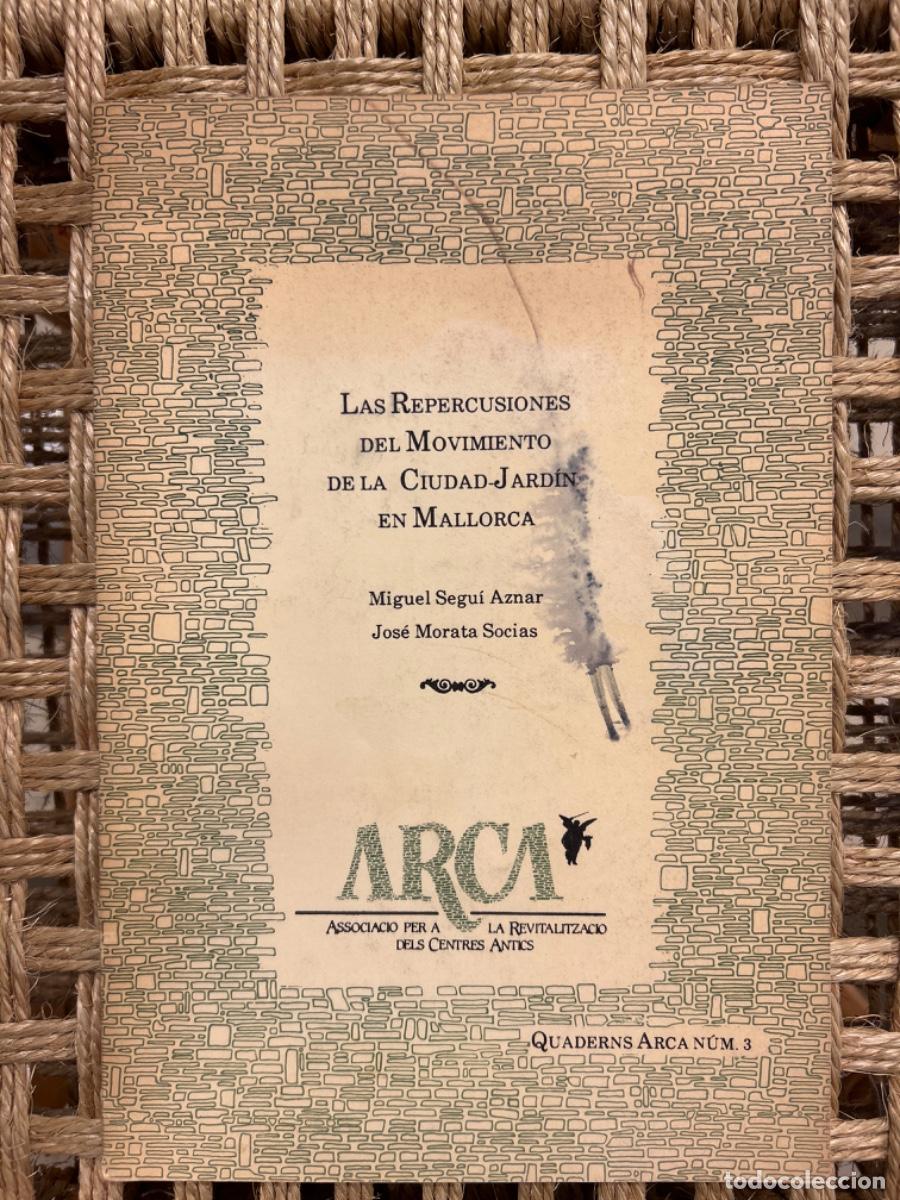 Las Repercusiones
del Movimiento
de la Ciudad-Jardín
en Mallorca
Miguel Seguí Aznar
José Morata Socias
ARCA
Associacio per a la Revitalitzacio
dels Centres Antics
Quaderns Arca núm. 3
todocoleccion